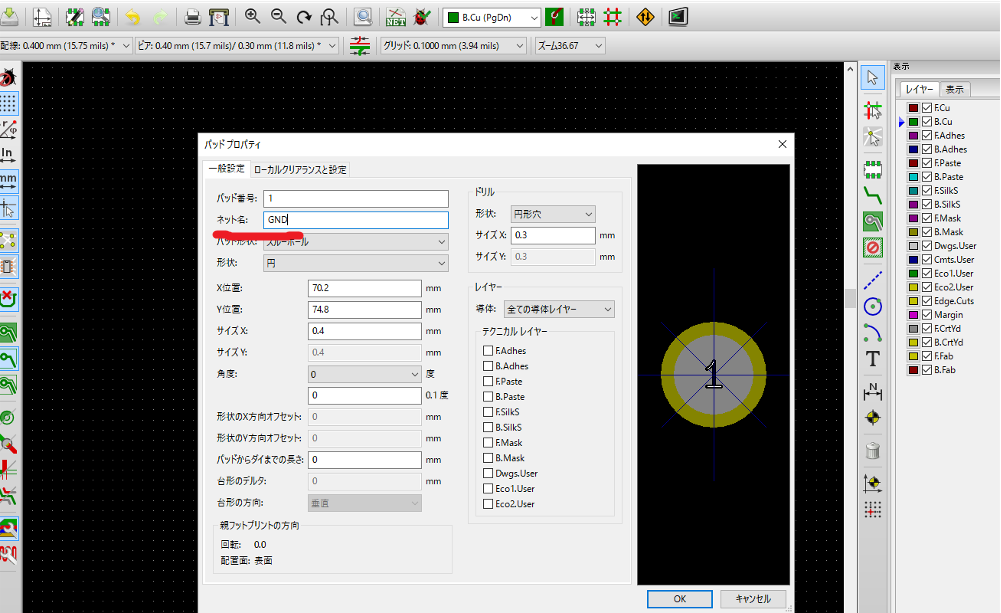 NET
B.Cu (PgDn)
配線: 0.400 mm (15.75 mils) *
ビア: 0.40 mm (15.7 mils)/ 0.30 mm (11.8 mils) *
グリッド: 0.1000 mm (3.94 mils)
ズーム36.67
In
mm
パッド プロパティ
一般設定
ローカルクリアランスと設定
パッド番号:
1
ネット名:
GND
パッド形状:
スルーホール
形状:
円
X位置:
70.2
mm
Y位置:
74.8
mm
サイズ X:
0.4
mm
サイズ Y:
0.4
mm
角度:
0
度
0
0.1 度
形状のX方向オフセット:
0
mm
形状のY方向オフセット:
0
mm
パッドからダイまでの長さ:
0
mm
台形のデルタ:
0
mm
台形の方向:
垂直
親フットプリントの方向
回転:
0.0
配置面:
表面
ドリル
形状:
円形穴
サイズ X:
0.3
mm
サイズ Y:
0.3
mm
レイヤー
導体:
全ての導体レイヤー
テクニカル レイヤー
F.Adhes
B.Adhes
F.Paste
B.Paste
F.SilkS
B.SilkS
F.Mask
B.Mask
Dwgs.User
Eco1.User
Eco2.User
1
OK
キャンセル
T
N
表示
レイヤー
表示
F.Cu
B.Cu
F.Adhes
B.Adhes
F.Paste
B.Paste
F.SilkS
B.SilkS
F.Mask
B.Mask
Dwgs.User
Cmts.User
Eco1.User
Eco2.User
Edge.Cuts
Margin
F.CrtYd
B.CrtYd
F.Fab
B.Fab